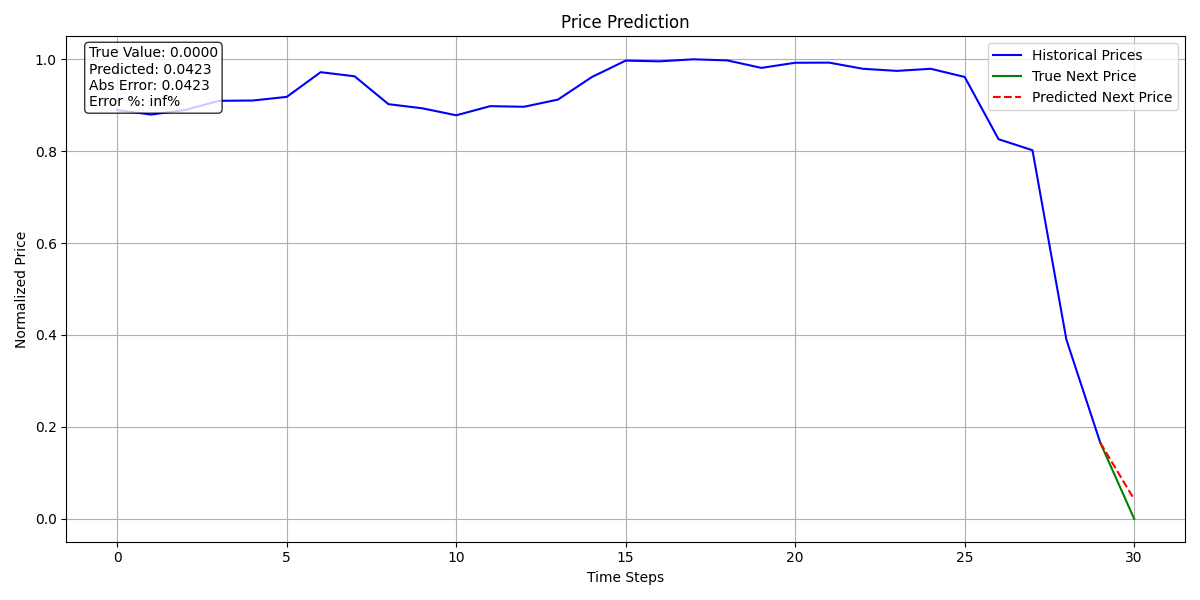 Price Prediction
True Value: 0.0000
Predicted: 0.0423
Abs Error: 0.0423
Error %: inf%
Historical Prices
True Next Price
Predicted Next Price
1.0
0.8
0.6
0.4
0.2
0.0
Normalized Price
0 5 10 15 20 25 30
Time Steps